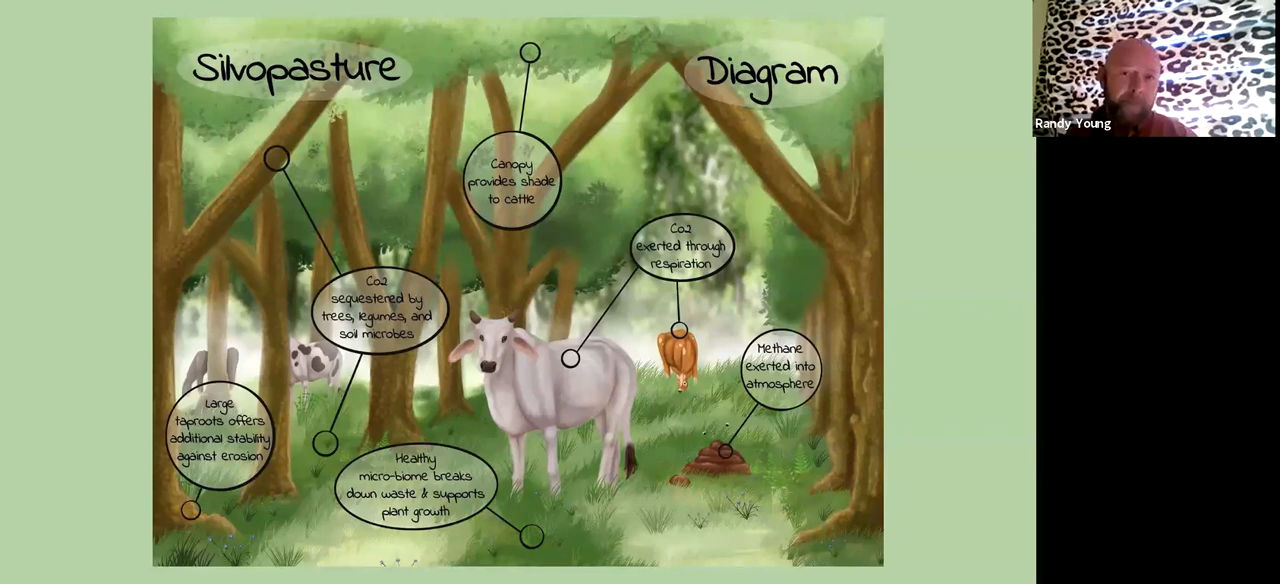 Silvopasture
Diagram
Canopy
provides shade
to cattle
Co2
exerted through
respiration
Co2
sequestered by
trees, legumes, and
soil microbes
Methane
exerted into
atmosphere
Large
taproots offers
additional stability
against erosion
Healthy
micro-biome breaks
down waste & supports
plant growth
Randy Young